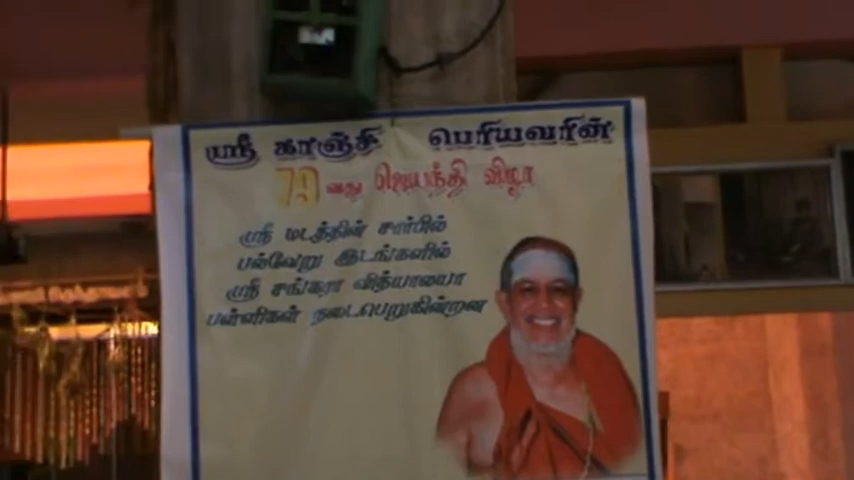 ஸ்ரீ காஞ்சி பெரியவரின்
79 வது ஜெயந்தி விழா
ஸ்ரீ மடத்தின் சார்பில்
பல்வேறு இடங்களில்
ஸ்ரீ சங்கரா வித்யாலயா
பள்ளிகள் நடைபெறுகின்றன